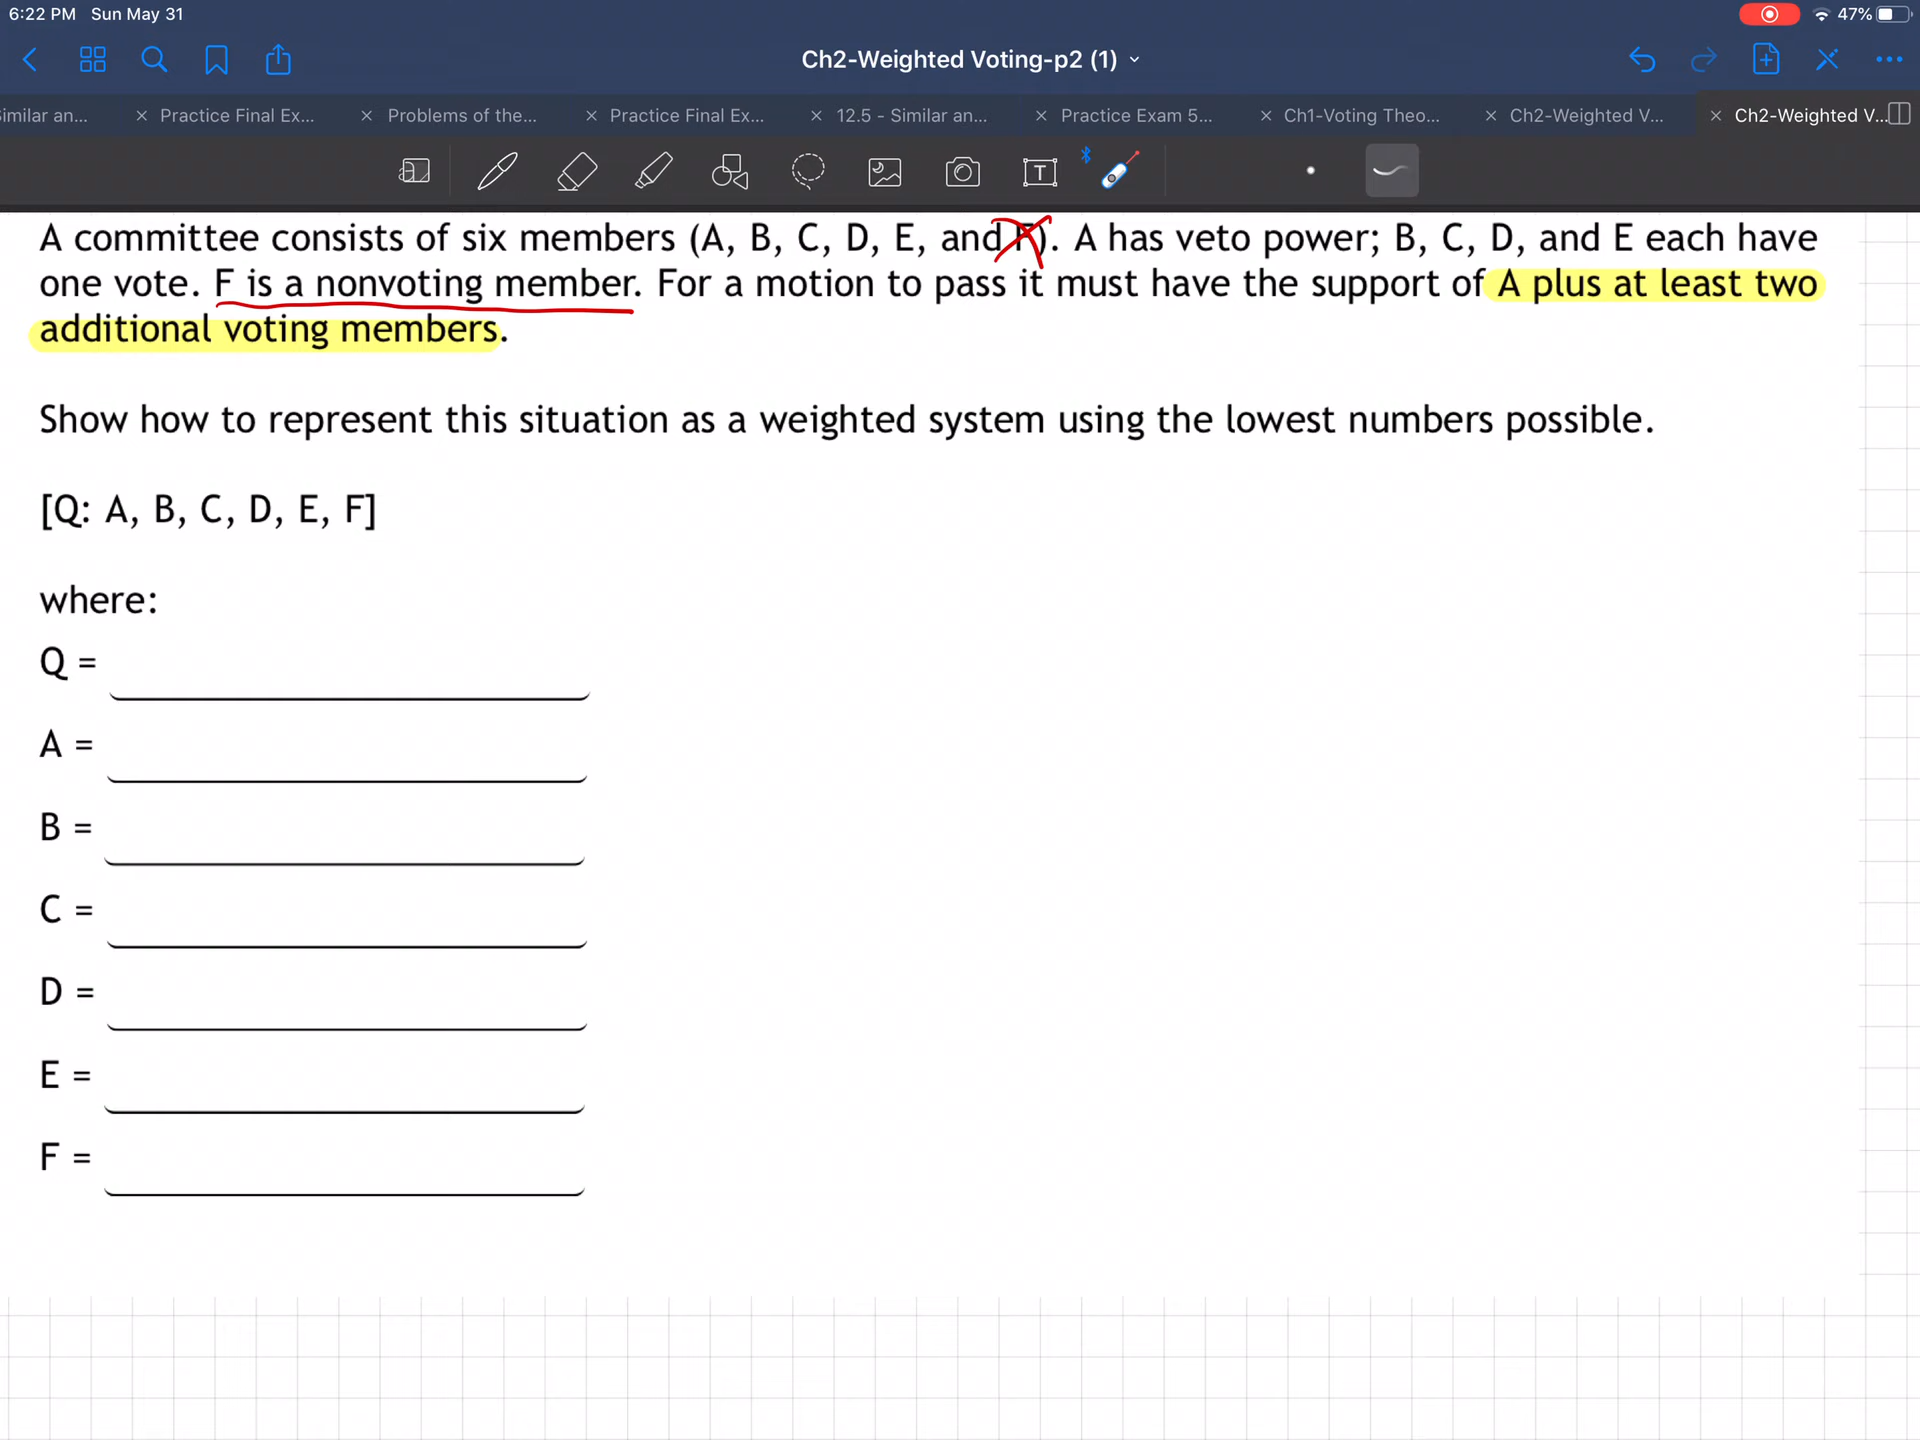 6:22 PM Sun May 31
47%
Ch2-Weighted Voting-p2 (1)
Similar an...
Practice Final Ex...
Problems of the...
Practice Final Ex...
12.5 - Similar an...
Practice Exam 5...
Ch1-Voting Theo...
Ch2-Weighted V...
Ch2-Weighted V...
T
A committee consists of six members (A, B, C, D, E, and F). A has veto power; B, C, D, and E each have
one vote. F is a nonvoting member. For a motion to pass it must have the support of A plus at least two
additional voting members.
Show how to represent this situation as a weighted system using the lowest numbers possible.
[Q: A, B, C, D, E, F]
where:
Q =
A =
B =
C =
D =
E =
F =